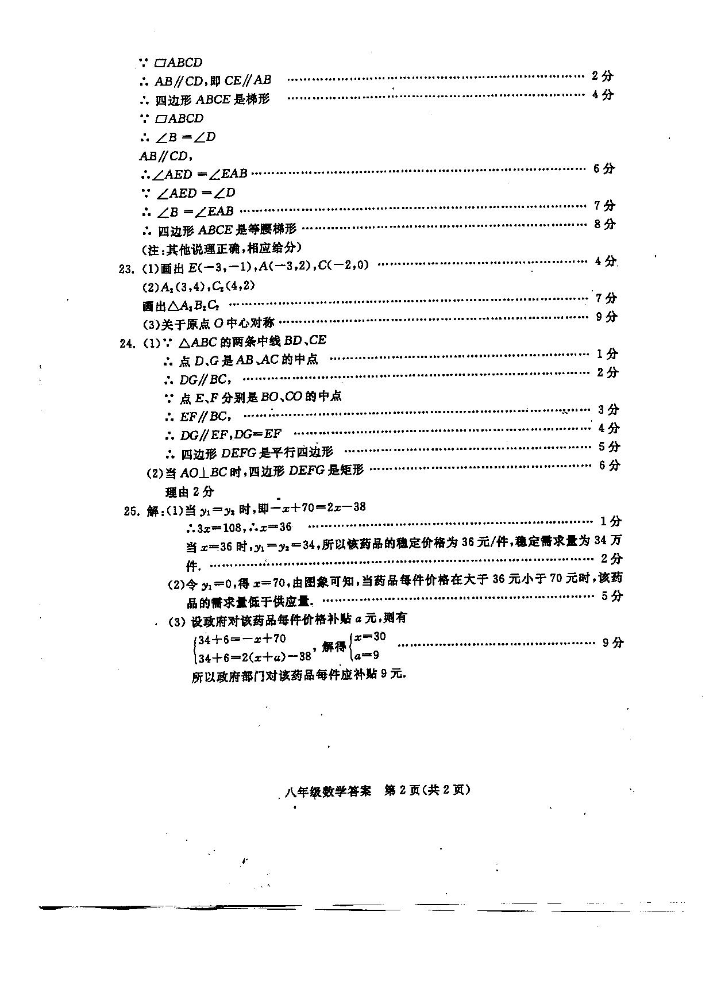 ∵ ▱ABCD
∴ AB∥CD,即 CE∥AB ………………………………………… 2 分
∴ 四边形 ABCE 是梯形 ………………………………………… 4 分
∵ ▱ABCD
∴ ∠B =∠D
AB∥CD,
∴∠AED =∠EAB ………………………………………… 6 分
∵ ∠AED =∠D
∴ ∠B =∠EAB ………………………………………… 7 分
∴ 四边形 ABCE 是等腰梯形 ………………………………………… 8 分
(注:其他说理正确,相应给分)
23. (1)画出 E(−3,−1),A(−3,2),C(−2,0) ………………………… 4 分
(2)A₂(3,4),C₂(4,2)
画出△A₂B₂C₂ ………………………………………… 7 分
(3)关于原点 O 中心对称 ………………………………………… 9 分
24. (1)∵ △ABC 的两条中线 BD、CE
∴ 点 D、G 是 AB、AC 的中点 ………………………………… 1 分
∴ DG∥BC, ………………………………………… 2 分
∵ 点 E、F 分别是 BO、CO 的中点
∴ EF∥BC, ………………………………………… 3 分
∴ DG∥EF,DG=EF ………………………………………… 4 分
∴ 四边形 DEFG 是平行四边形 ………………………………… 5 分
(2)当 AO⊥BC 时,四边形 DEFG 是矩形 ………………………… 6 分
理由 2 分
25. 解:(1)当 y₁=y₂ 时,即−x+70=2x−38
∴3x=108,∴x=36 ………………………………………… 1 分
当 x=36 时,y₁=y₂=34,所以该药品的稳定价格为 36 元/件,稳定需求量为 34 万
件. ………………………………………… 2 分
(2)令 y₁=0,得 x=70,由图象可知,当药品每件价格在大于 36 元小于 70 元时,该药
品的需求量低于供应量. ………………………………… 5 分
(3) 设政府对该药品每件价格补贴 a 元,则有
{34+6=−x+70 {x=30
, 解得 ………………………… 9 分
{34+6=2(x+a)−38 {a=9
所以政府部门对该药品每件应补贴 9 元.
八年级数学答案 第 2 页(共 2 页)